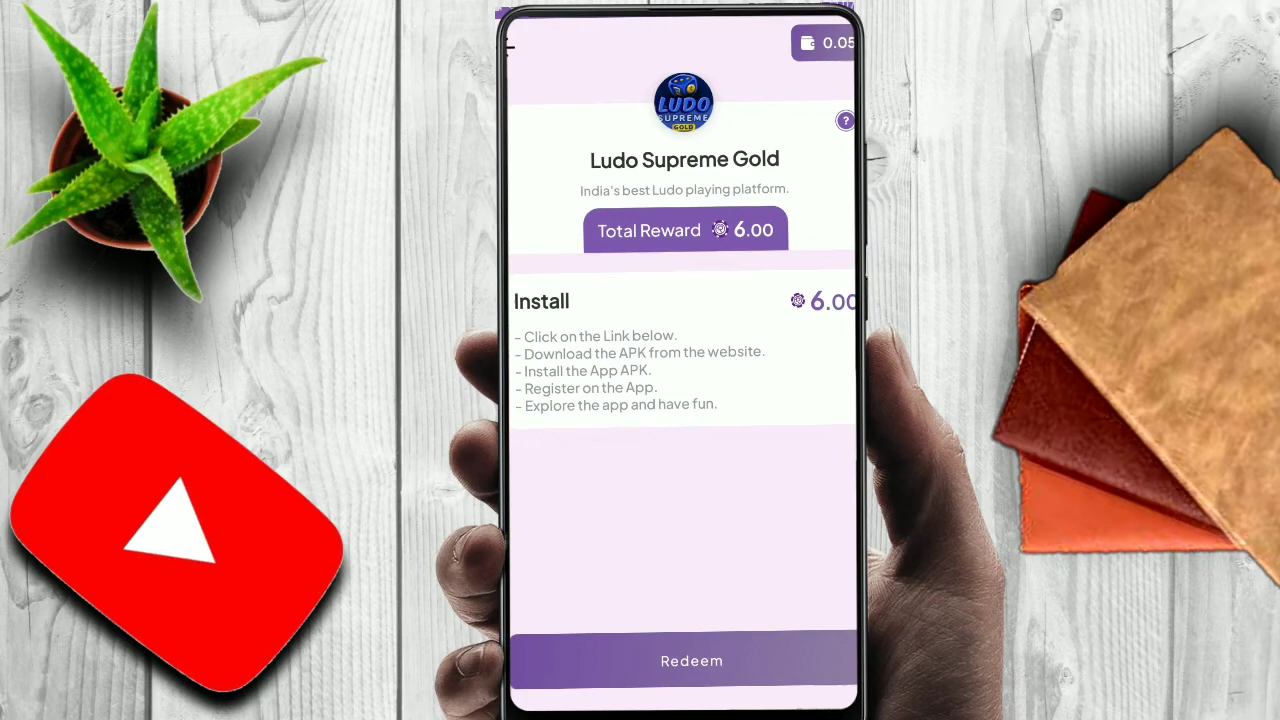 0.05
LUDO
SUPREME
GOLD
?
Ludo Supreme Gold
India's best Ludo playing platform.
Total Reward 6.00
Install 6.00
- Click on the Link below.
- Download the APK from the website.
- Install the App APK.
- Register on the App.
- Explore the app and have fun.
Redeem